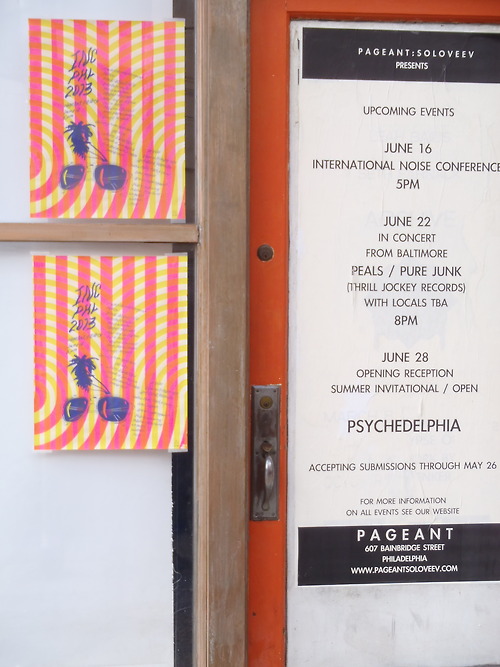 INC
PHL
2013
INC
PHL
2013
PAGEANT:SOLOVEEV
PRESENTS
UPCOMING EVENTS
JUNE 16
INTERNATIONAL NOISE CONFERENCE
5PM
JUNE 22
IN CONCERT
FROM BALTIMORE
PEALS / PURE JUNK
(THRILL JOCKEY RECORDS)
WITH LOCALS TBA
8PM
JUNE 28
OPENING RECEPTION
SUMMER INVITATIONAL / OPEN
PSYCHEDELPHIA
ACCEPTING SUBMISSIONS THROUGH MAY 26
FOR MORE INFORMATION
ON ALL EVENTS SEE OUR WEBSITE
PAGEANT
607 BAINBRIDGE STREET
PHILADELPHIA
WWW.PAGEANTSOLOVEEV.COM